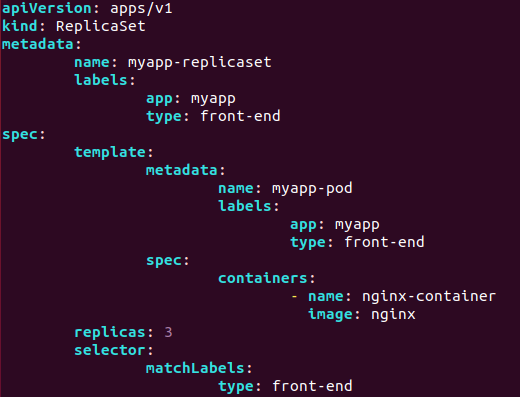 apiVersion: apps/v1
kind: ReplicaSet
metadata:
        name: myapp-replicaset
        labels:
                app: myapp
                type: front-end
spec:
        template:
                metadata:
                        name: myapp-pod
                        labels:
                                app: myapp
                                type: front-end
                spec:
                        containers:
                                - name: nginx-container
                                  image: nginx
        replicas: 3
        selector:
                matchLabels:
                        type: front-end